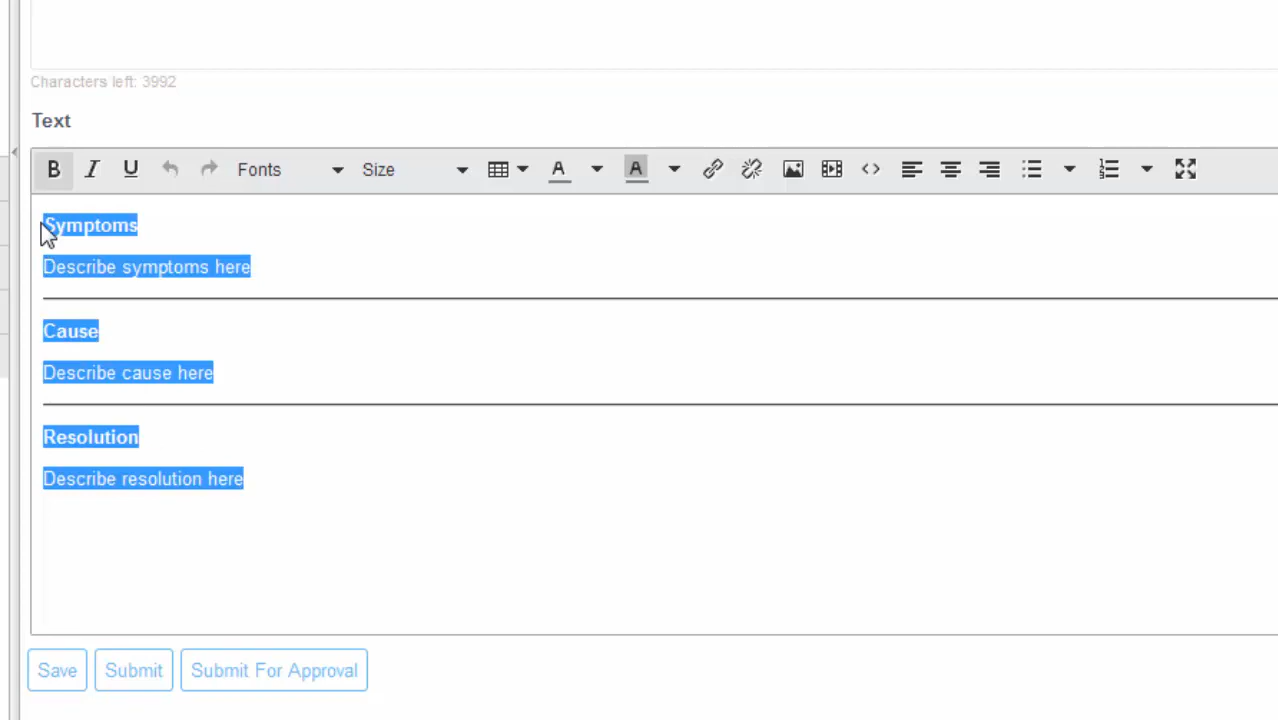 Characters left: 3992
Text
B I U Fonts Size A A
Symptoms
Describe symptoms here
Cause
Describe cause here
Resolution
Describe resolution here
Save Submit Submit For Approval